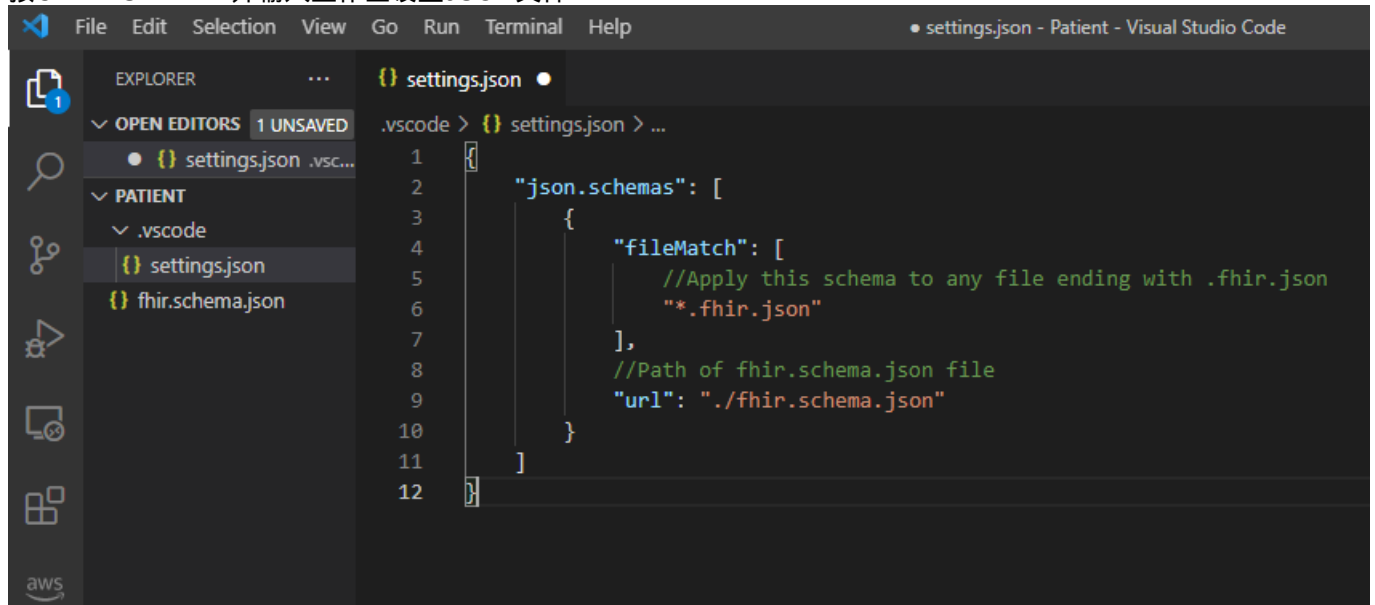 File Edit Selection View Go Run Terminal Help ● settings.json - Patient - Visual Studio Code
EXPLORER ...
1
OPEN EDITORS 1 UNSAVED
● {} settings.json .vsc...
PATIENT
.vscode
{} settings.json
{} fhir.schema.json
aws
{} settings.json ●
.vscode > {} settings.json > ...
1 {
2 "json.schemas": [
3 {
4 "fileMatch": [
5 //Apply this schema to any file ending with .fhir.json
6 "*.fhir.json"
7 ],
8 //Path of fhir.schema.json file
9 "url": "./fhir.schema.json"
10 }
11 ]
12 }